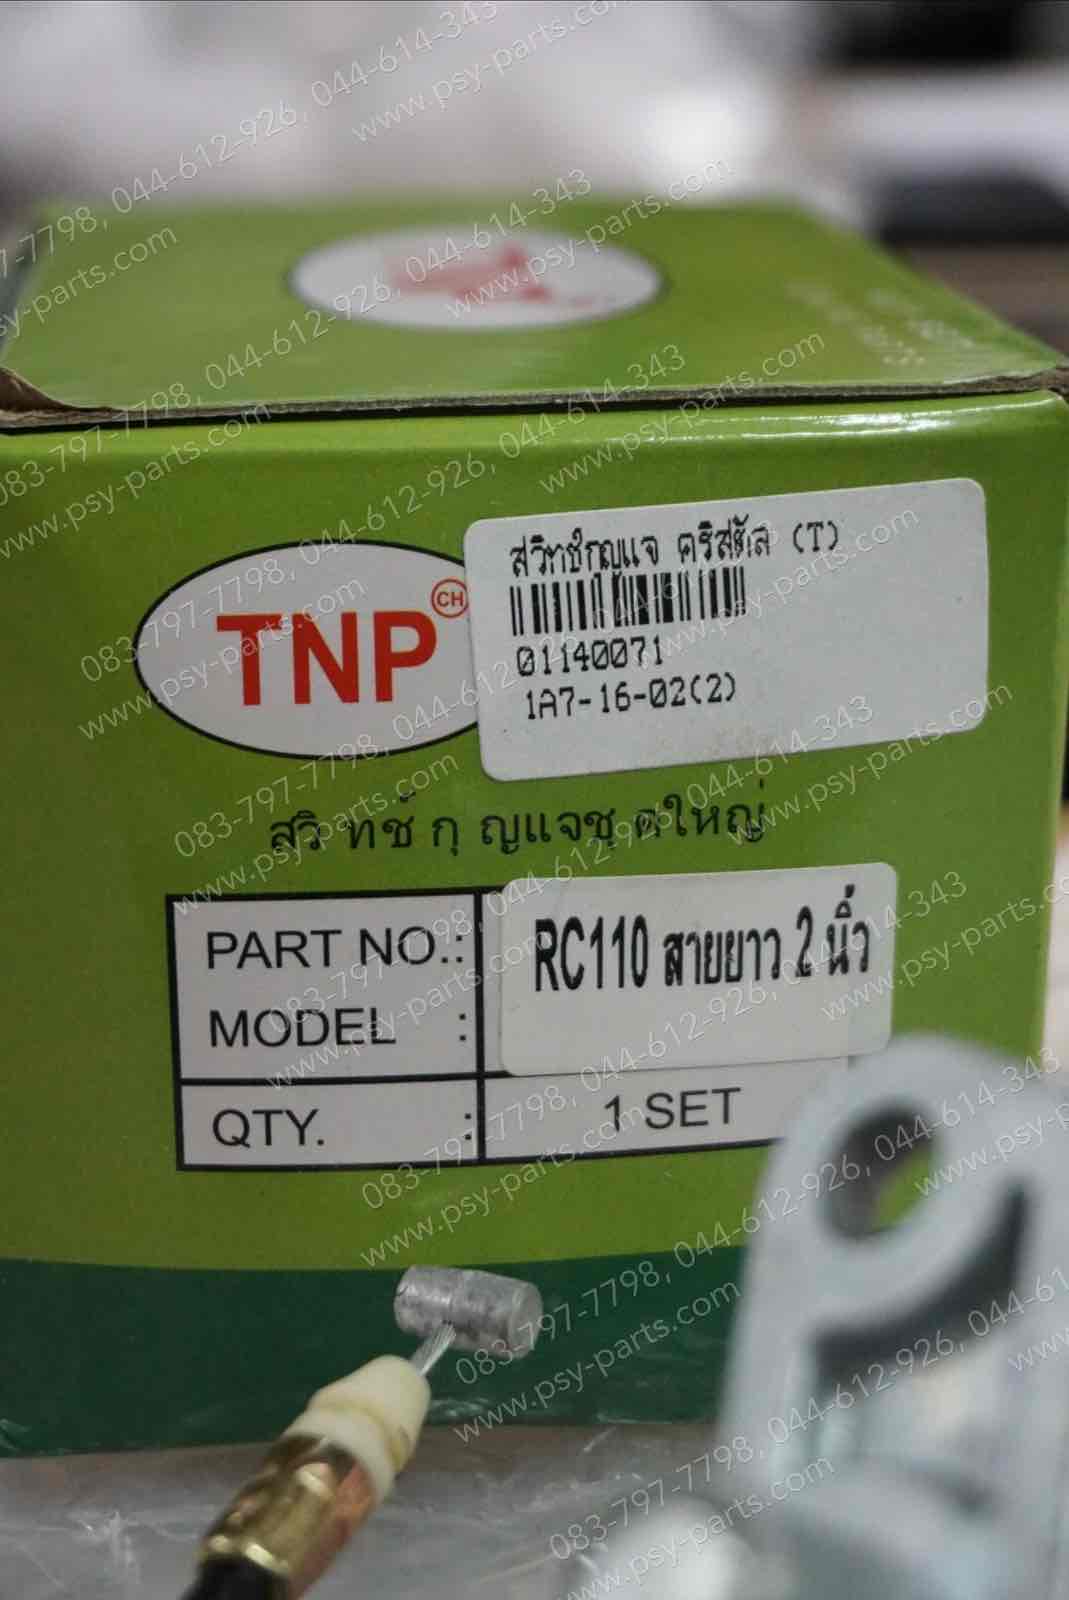 สวิทช์กุญแจ คริสตัล (T)
01140071
1A7-16-02(2)
TNP
CH
สวิทช์กุญแจชุดใหญ่
PART NO.:
RC110 สายยาว 2 นิ้ว
MODEL :
QTY. : 1 SET
083-797-7798, 044-612-926, 044-614-343
www.psy-parts.com